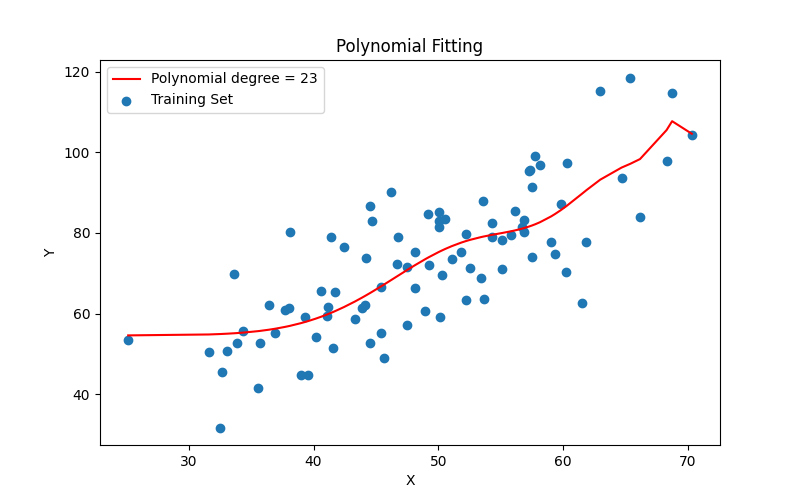 Polynomial Fitting
Polynomial degree = 23
Training Set
120
100
80
60
40
Y
30 40 50 60 70
X